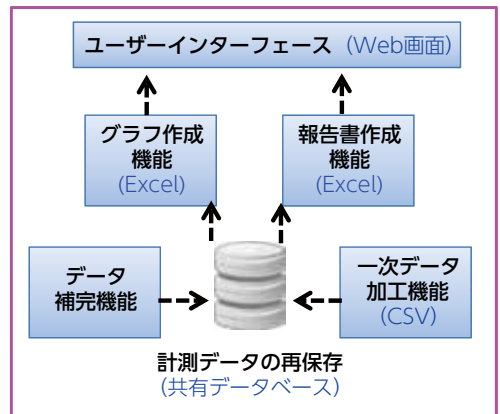 ユーザーインターフェース（Web画面）
グラフ作成
機能
（Excel）
報告書作成
機能
（Excel）
データ
補完機能
一次データ
加工機能
（CSV）
計測データの再保存
（共有データベース）